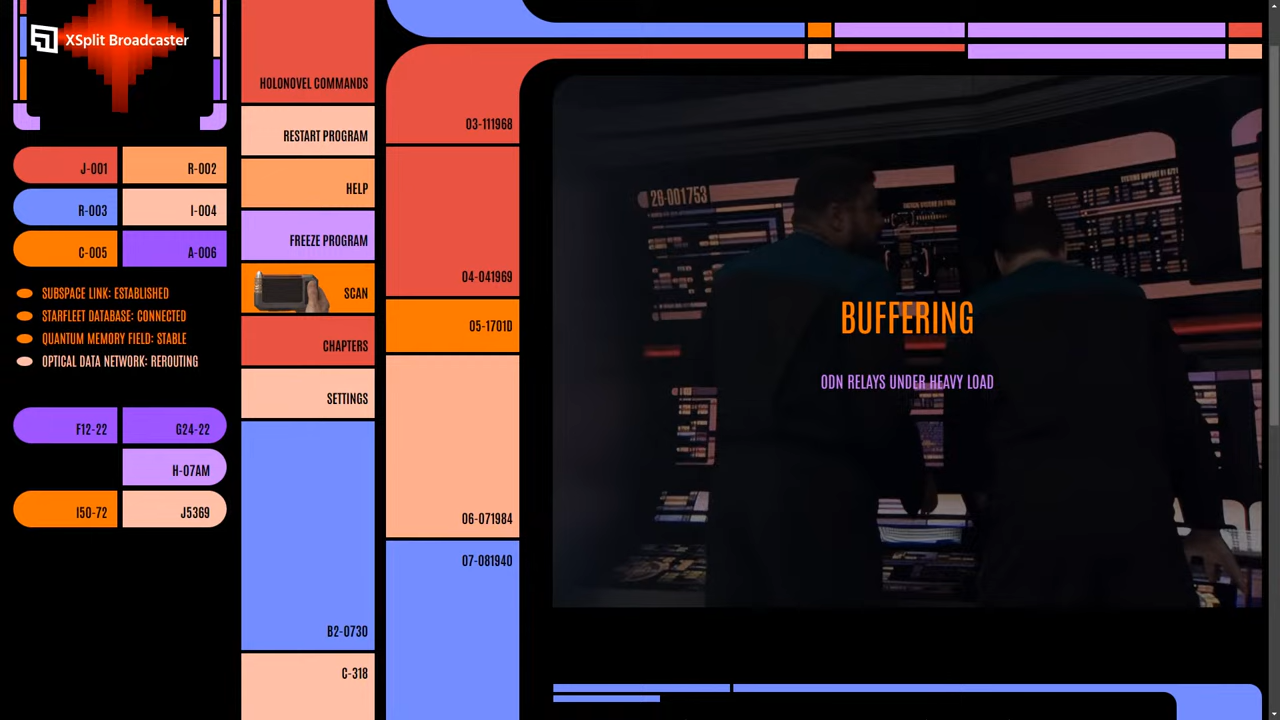 XSplit Broadcaster
J-001
R-002
R-003
I-004
C-005
A-006
SUBSPACE LINK: ESTABLISHED
STARFLEET DATABASE: CONNECTED
QUANTUM MEMORY FIELD: STABLE
OPTICAL DATA NETWORK: REROUTING
F12-22
G24-22
H-07AM
I50-72
J5369
HOLONOVEL COMMANDS
RESTART PROGRAM
HELP
FREEZE PROGRAM
SCAN
CHAPTERS
SETTINGS
B2-0730
C-318
03-111968
04-041969
05-1701D
06-071984
07-081940
26-001753
BUFFERING
ODN RELAYS UNDER HEAVY LOAD